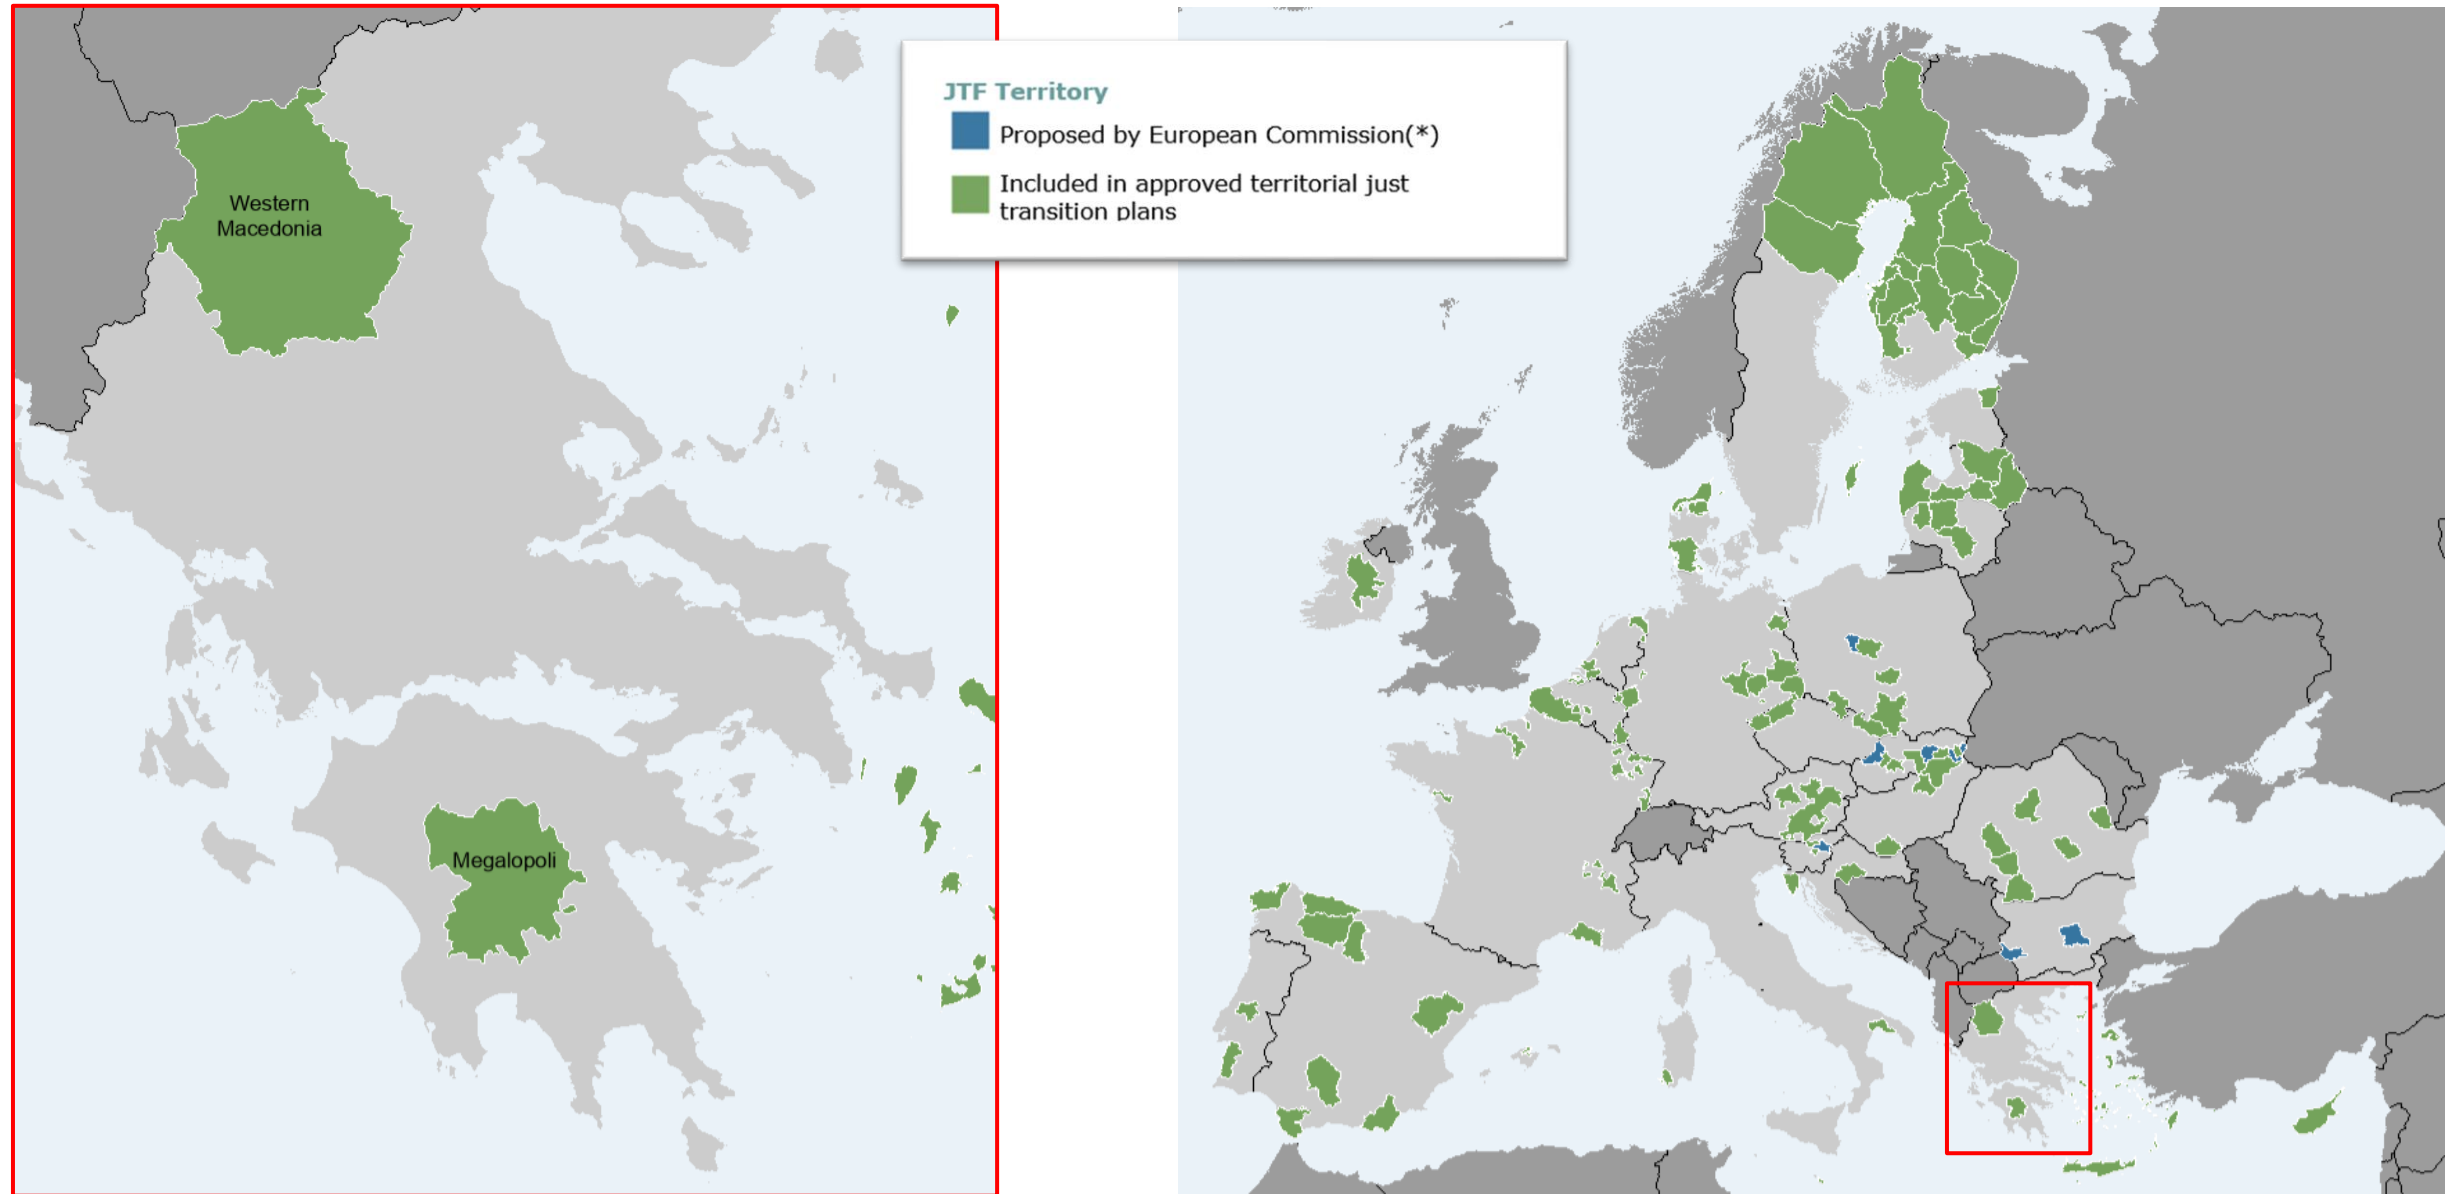 JTF Territory
Proposed by European Commission(*)
Included in approved territorial just
transition plans
Western
Macedonia
Megalopoli